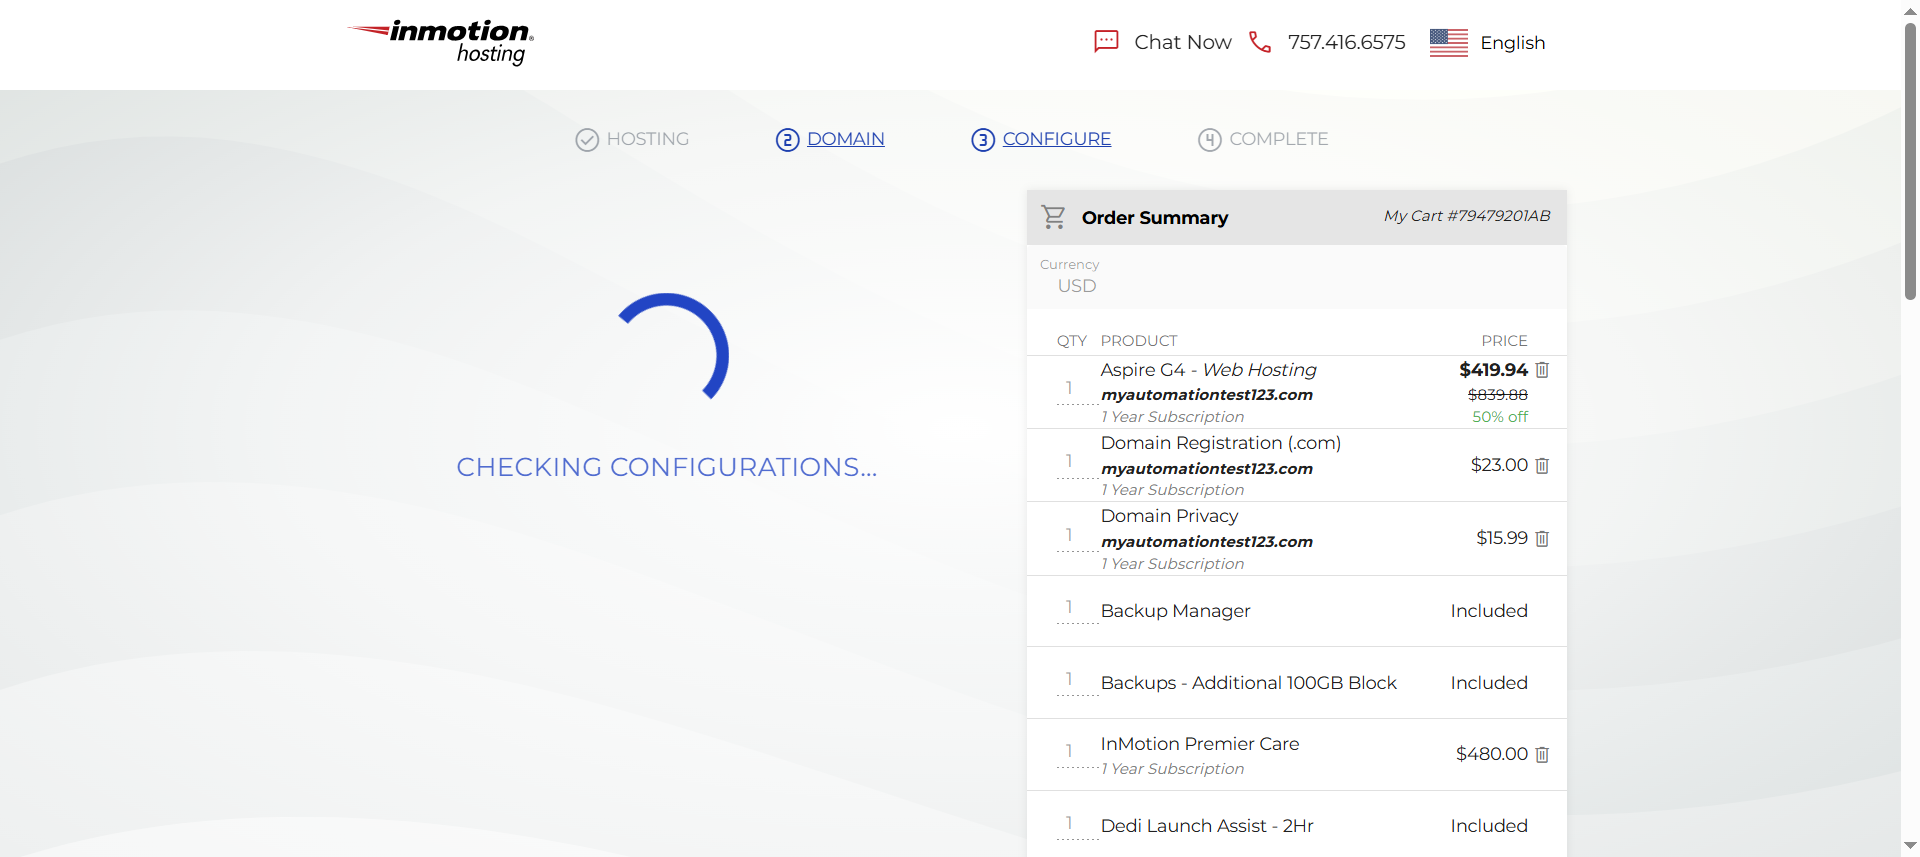 inmotion®
hosting
Chat Now
757.416.6575
English
HOSTING
2 DOMAIN
3 CONFIGURE
4 COMPLETE
Order Summary
My Cart #79479201AB
Currency
USD
QTY PRODUCT PRICE
1
Aspire G4 - Web Hosting $419.94
myautomationtest123.com $839.88
1 Year Subscription 50% off
1
Domain Registration (.com)
myautomationtest123.com $23.00
1 Year Subscription
1
Domain Privacy
myautomationtest123.com $15.99
1 Year Subscription
1 Backup Manager Included
1 Backups - Additional 100GB Block Included
1
InMotion Premier Care $480.00
1 Year Subscription
1 Dedi Launch Assist - 2Hr Included
CHECKING CONFIGURATIONS...